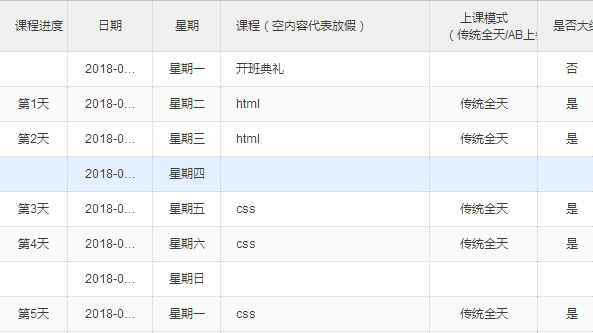 课程进度 日期 星期 课程（空内容代表放假） 上课模式 是否大
（传统全天/AB上
2018-0... 星期一 开班典礼 否
第1天 2018-0... 星期二 html 传统全天 是
第2天 2018-0... 星期三 html 传统全天 是
2018-0... 星期四
第3天 2018-0... 星期五 css 传统全天 是
第4天 2018-0... 星期六 css 传统全天 是
2018-0... 星期日
第5天 2018-0... 星期一 css 传统全天 是